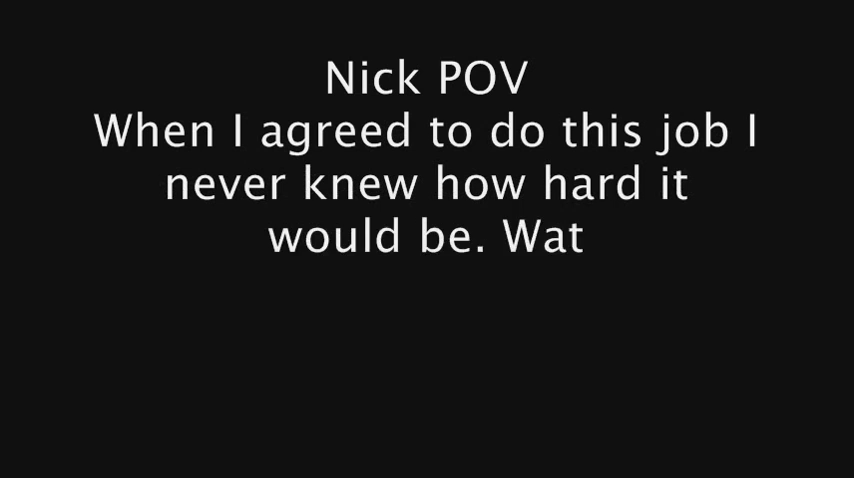 Nick POV
When I agreed to do this job I
never knew how hard it
would be. Wat